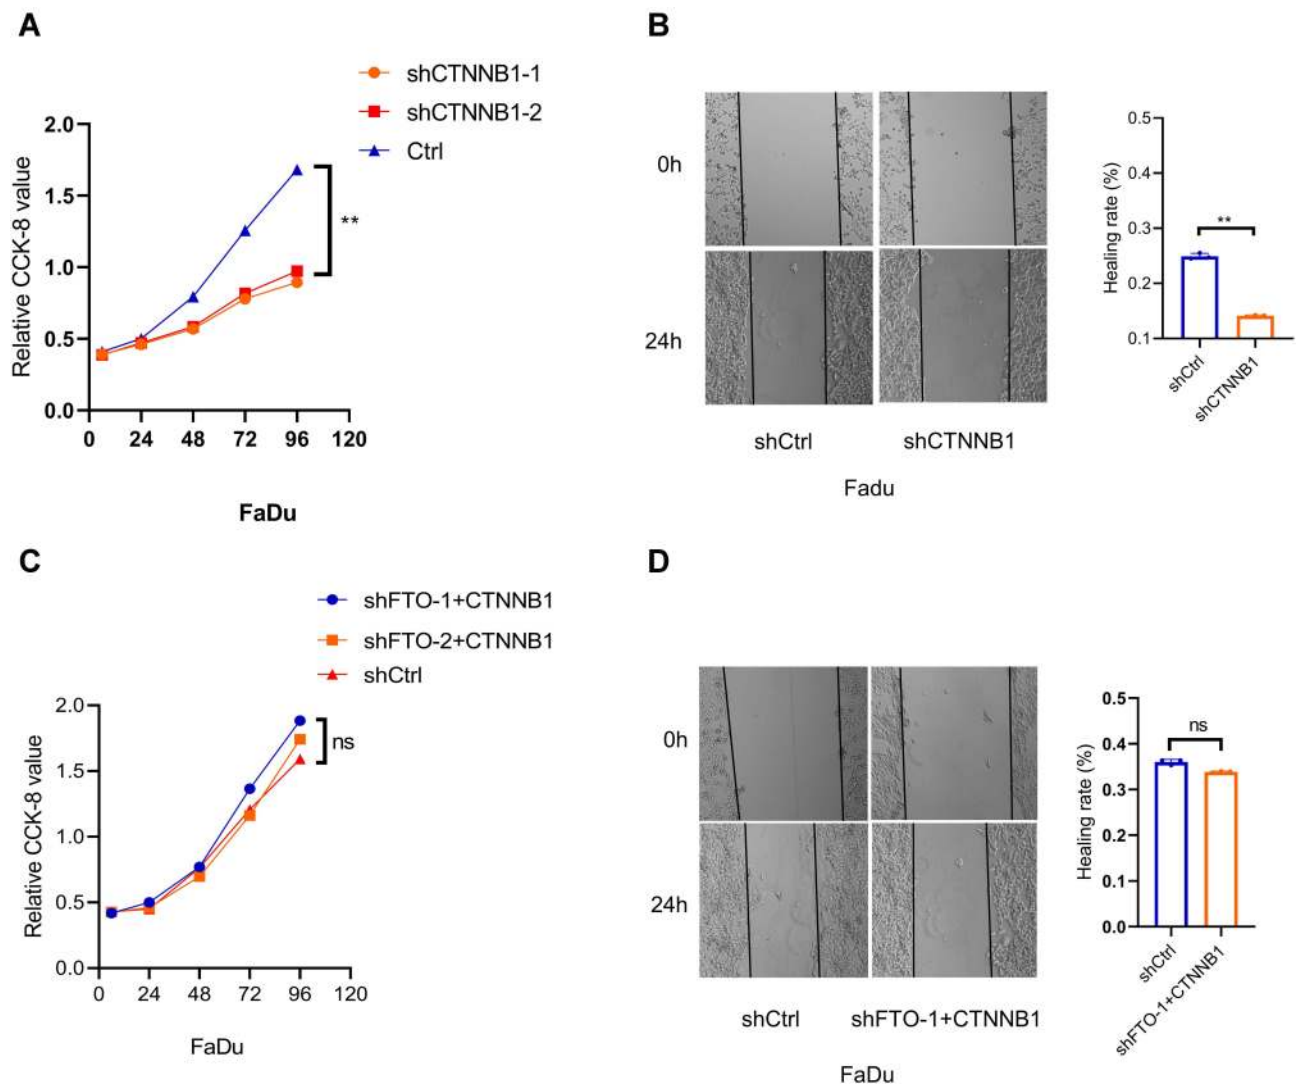 A
shCTNNB1-1
shCTNNB1-2
Ctrl
Relative CCK-8 value
2.0
1.5
1.0
0.5
0.0
**
0 24 48 72 96 120
FaDu
B
0h
24h
shCtrl shCTNNB1
Fadu
Healing rate (%)
0.5
0.4
0.3
0.2
0.1
**
shCtrl
shCTNNB1
C
shFTO-1+CTNNB1
shFTO-2+CTNNB1
shCtrl
Relative CCK-8 value
2.0
1.5
1.0
0.5
0.0
ns
0 24 48 72 96 120
FaDu
D
0h
24h
shCtrl shFTO-1+CTNNB1
FaDu
Healing rate (%)
0.5
0.4
0.3
0.2
0.1
0.0
ns
shCtrl
shFTO-1+CTNNB1